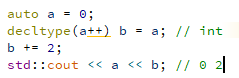 auto a = 0;
decltype(a++) b = a; // int
b += 2;
std::cout << a << b; // 0 2